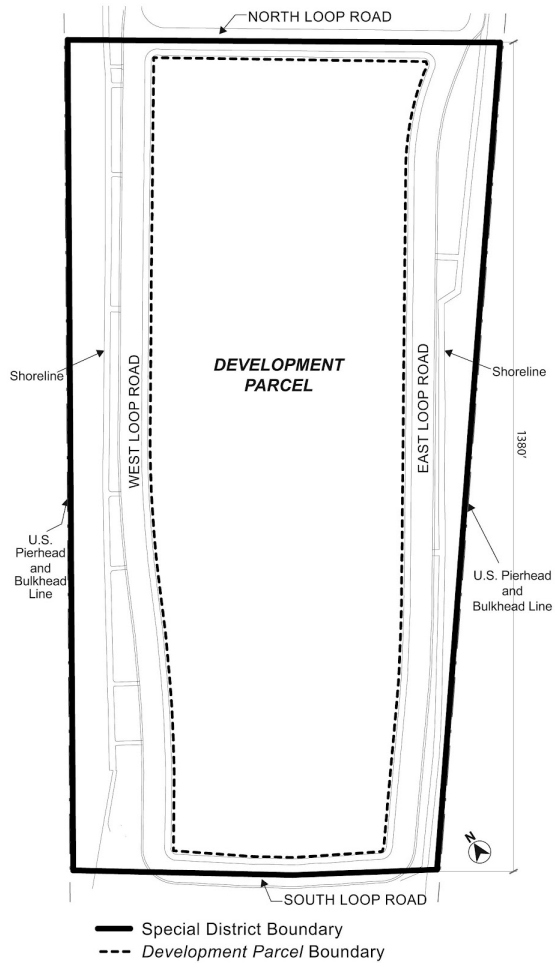 NORTH LOOP ROAD
DEVELOPMENT
PARCEL
WEST LOOP ROAD
EAST LOOP ROAD
Shoreline
Shoreline
1380'
U.S.
Pierhead
and
Bulkhead
Line
U.S. Pierhead
and
Bulkhead Line
N
SOUTH LOOP ROAD
Special District Boundary
Development Parcel Boundary